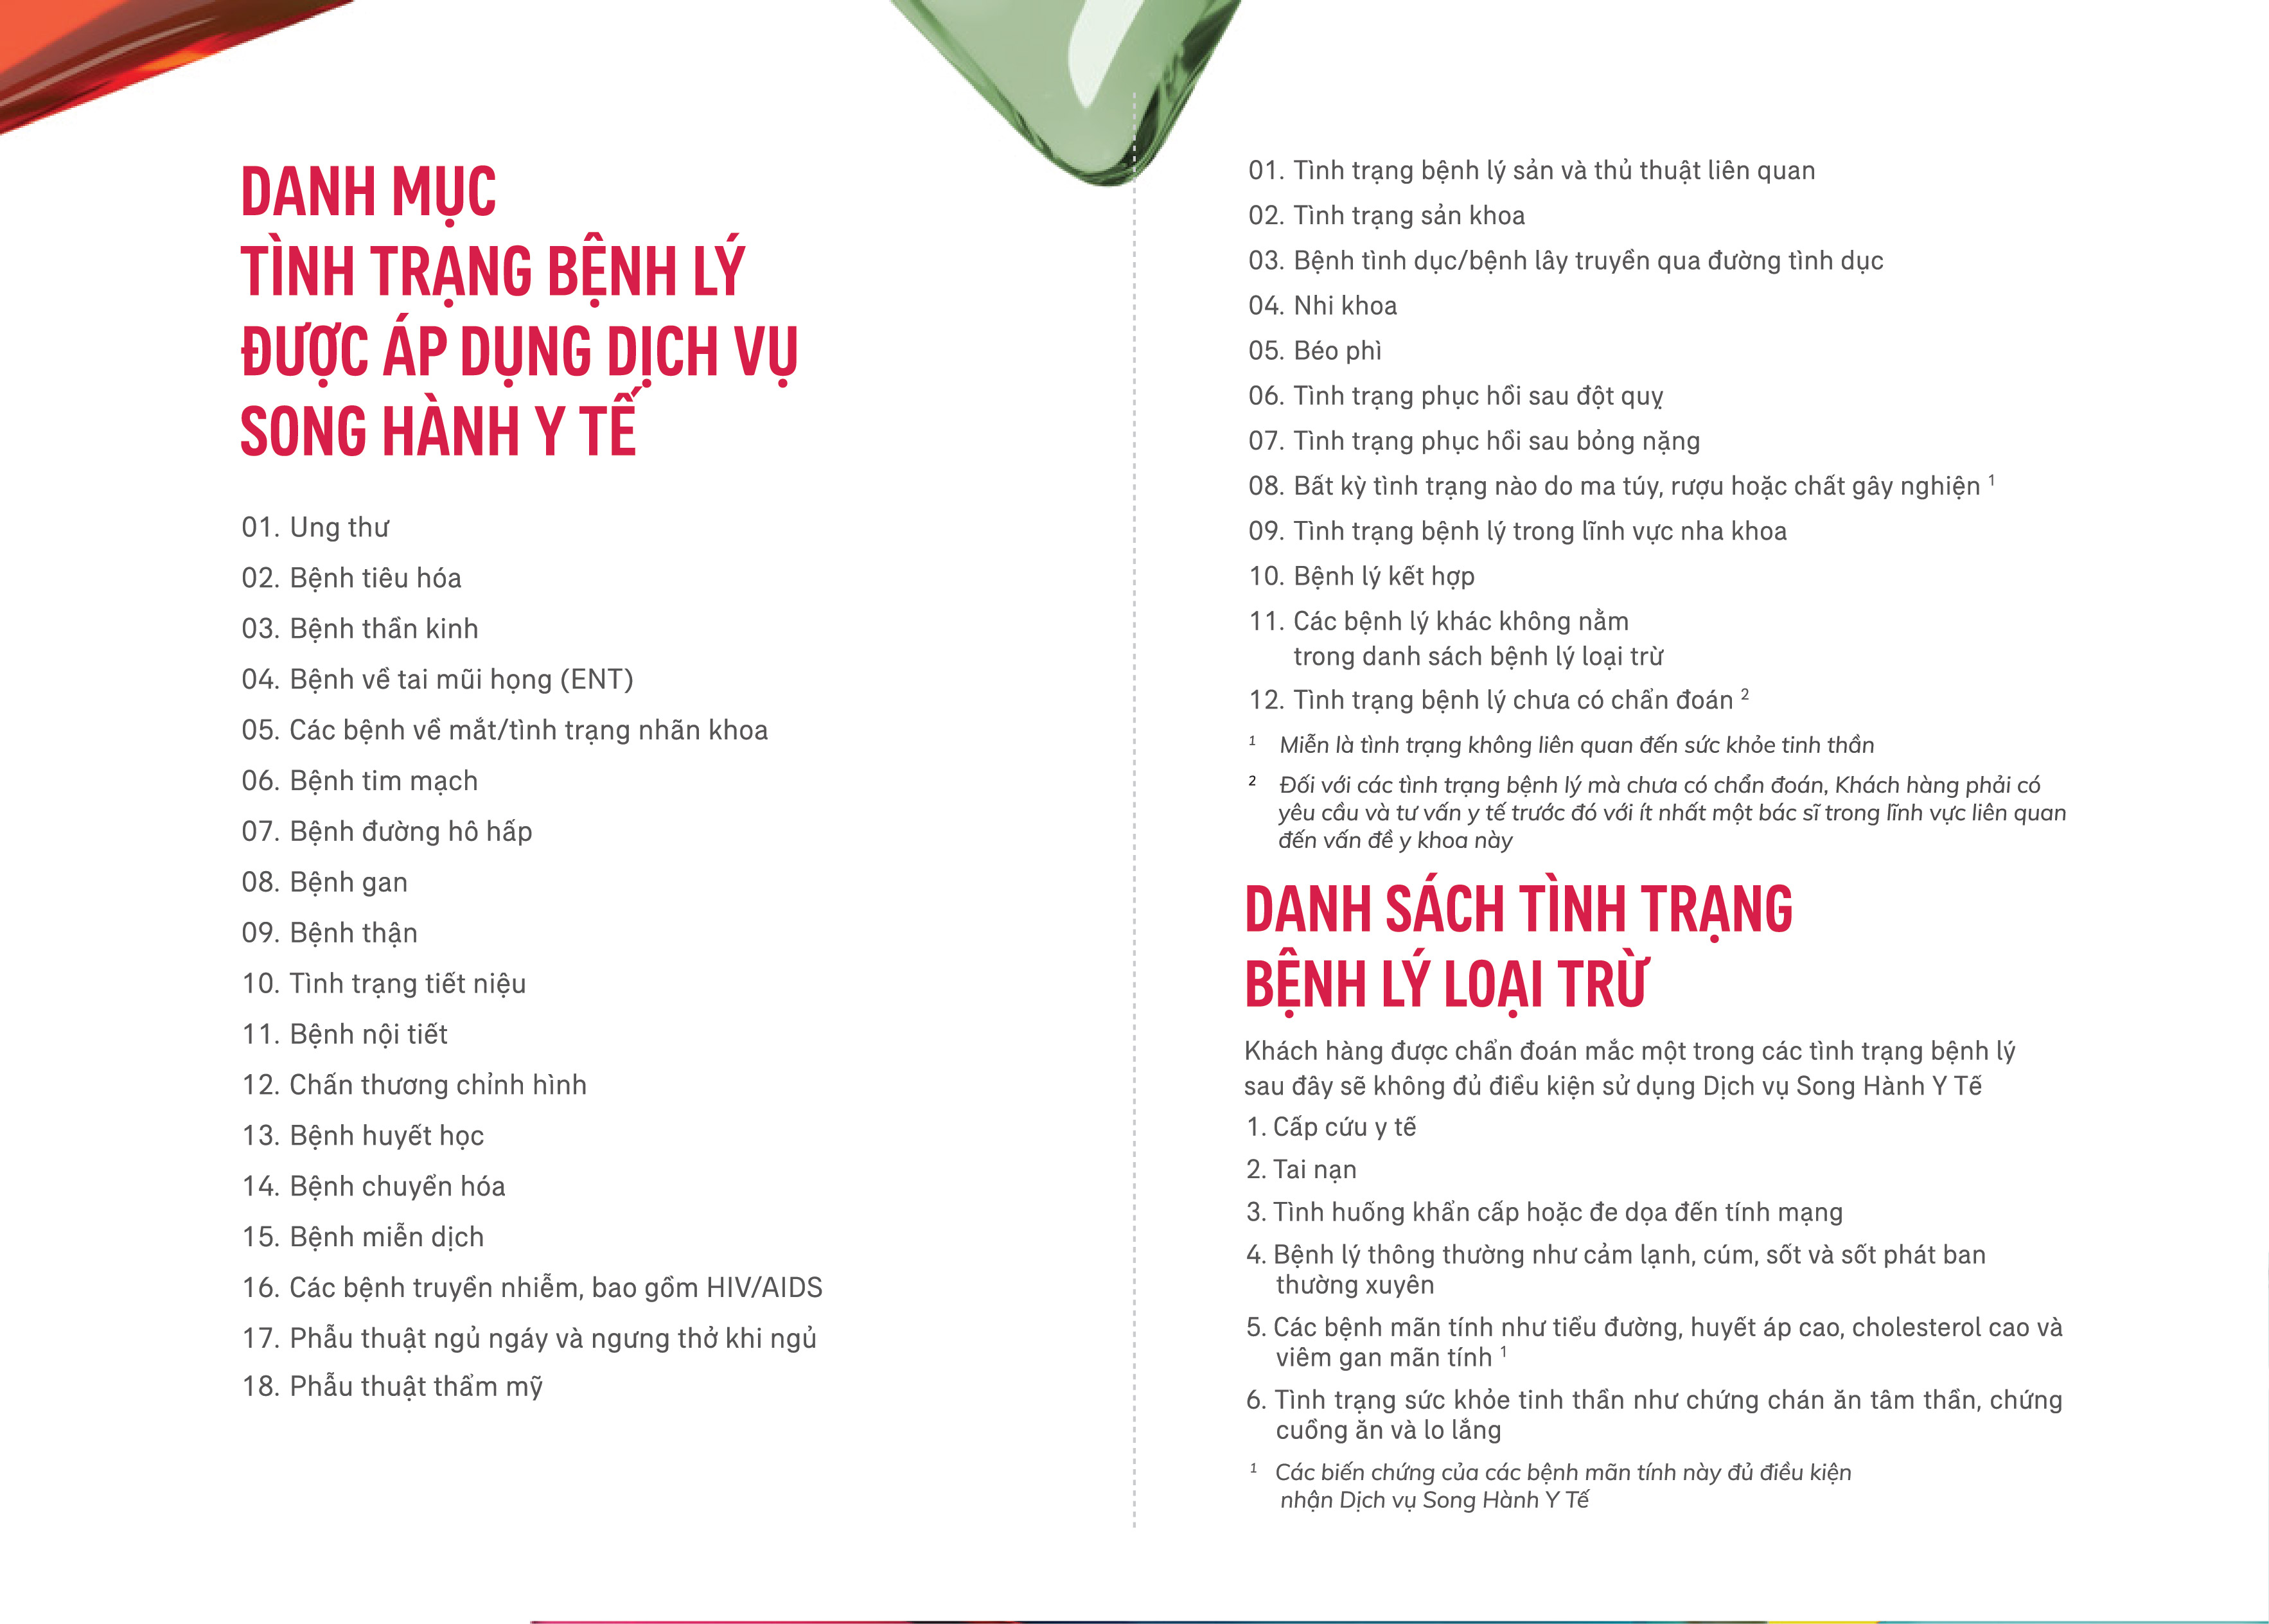 DANH MỤC
TÌNH TRẠNG BỆNH LÝ
ĐƯỢC ÁP DỤNG DỊCH VỤ
SONG HÀNH Y TẾ
01. Ung thư
02. Bệnh tiêu hóa
03. Bệnh thần kinh
04. Bệnh về tai mũi họng (ENT)
05. Các bệnh về mắt/tình trạng nhãn khoa
06. Bệnh tim mạch
07. Bệnh đường hô hấp
08. Bệnh gan
09. Bệnh thận
10. Tình trạng tiết niệu
11. Bệnh nội tiết
12. Chấn thương chỉnh hình
13. Bệnh huyết học
14. Bệnh chuyển hóa
15. Bệnh miễn dịch
16. Các bệnh truyền nhiễm, bao gồm HIV/AIDS
17. Phẫu thuật ngủ ngáy và ngưng thở khi ngủ
18. Phẫu thuật thẩm mỹ
01. Tình trạng bệnh lý sản và thủ thuật liên quan
02. Tình trạng sản khoa
03. Bệnh tình dục/bệnh lây truyền qua đường tình dục
04. Nhi khoa
05. Béo phì
06. Tình trạng phục hồi sau đột quỵ
07. Tình trạng phục hồi sau bỏng nặng
08. Bất kỳ tình trạng nào do ma túy, rượu hoặc chất gây nghiện ¹
09. Tình trạng bệnh lý trong lĩnh vực nha khoa
10. Bệnh lý kết hợp
11. Các bệnh lý khác không nằm
trong danh sách bệnh lý loại trừ
12. Tình trạng bệnh lý chưa có chẩn đoán ²
¹ Miễn là tình trạng không liên quan đến sức khỏe tinh thần
² Đối với các tình trạng bệnh lý mà chưa có chẩn đoán, Khách hàng phải có
yêu cầu và tư vấn y tế trước đó với ít nhất một bác sĩ trong lĩnh vực liên quan
đến vấn đề y khoa này
DANH SÁCH TÌNH TRẠNG
BỆNH LÝ LOẠI TRỪ
Khách hàng được chẩn đoán mắc một trong các tình trạng bệnh lý
sau đây sẽ không đủ điều kiện sử dụng Dịch vụ Song Hành Y Tế
1. Cấp cứu y tế
2. Tai nạn
3. Tình huống khẩn cấp hoặc đe dọa đến tính mạng
4. Bệnh lý thông thường như cảm lạnh, cúm, sốt và sốt phát ban
thường xuyên
5. Các bệnh mãn tính như tiểu đường, huyết áp cao, cholesterol cao và
viêm gan mãn tính ¹
6. Tình trạng sức khỏe tinh thần như chứng chán ăn tâm thần, chứng
cuồng ăn và lo lắng
¹ Các biến chứng của các bệnh mãn tính này đủ điều kiện
nhận Dịch vụ Song Hành Y Tế